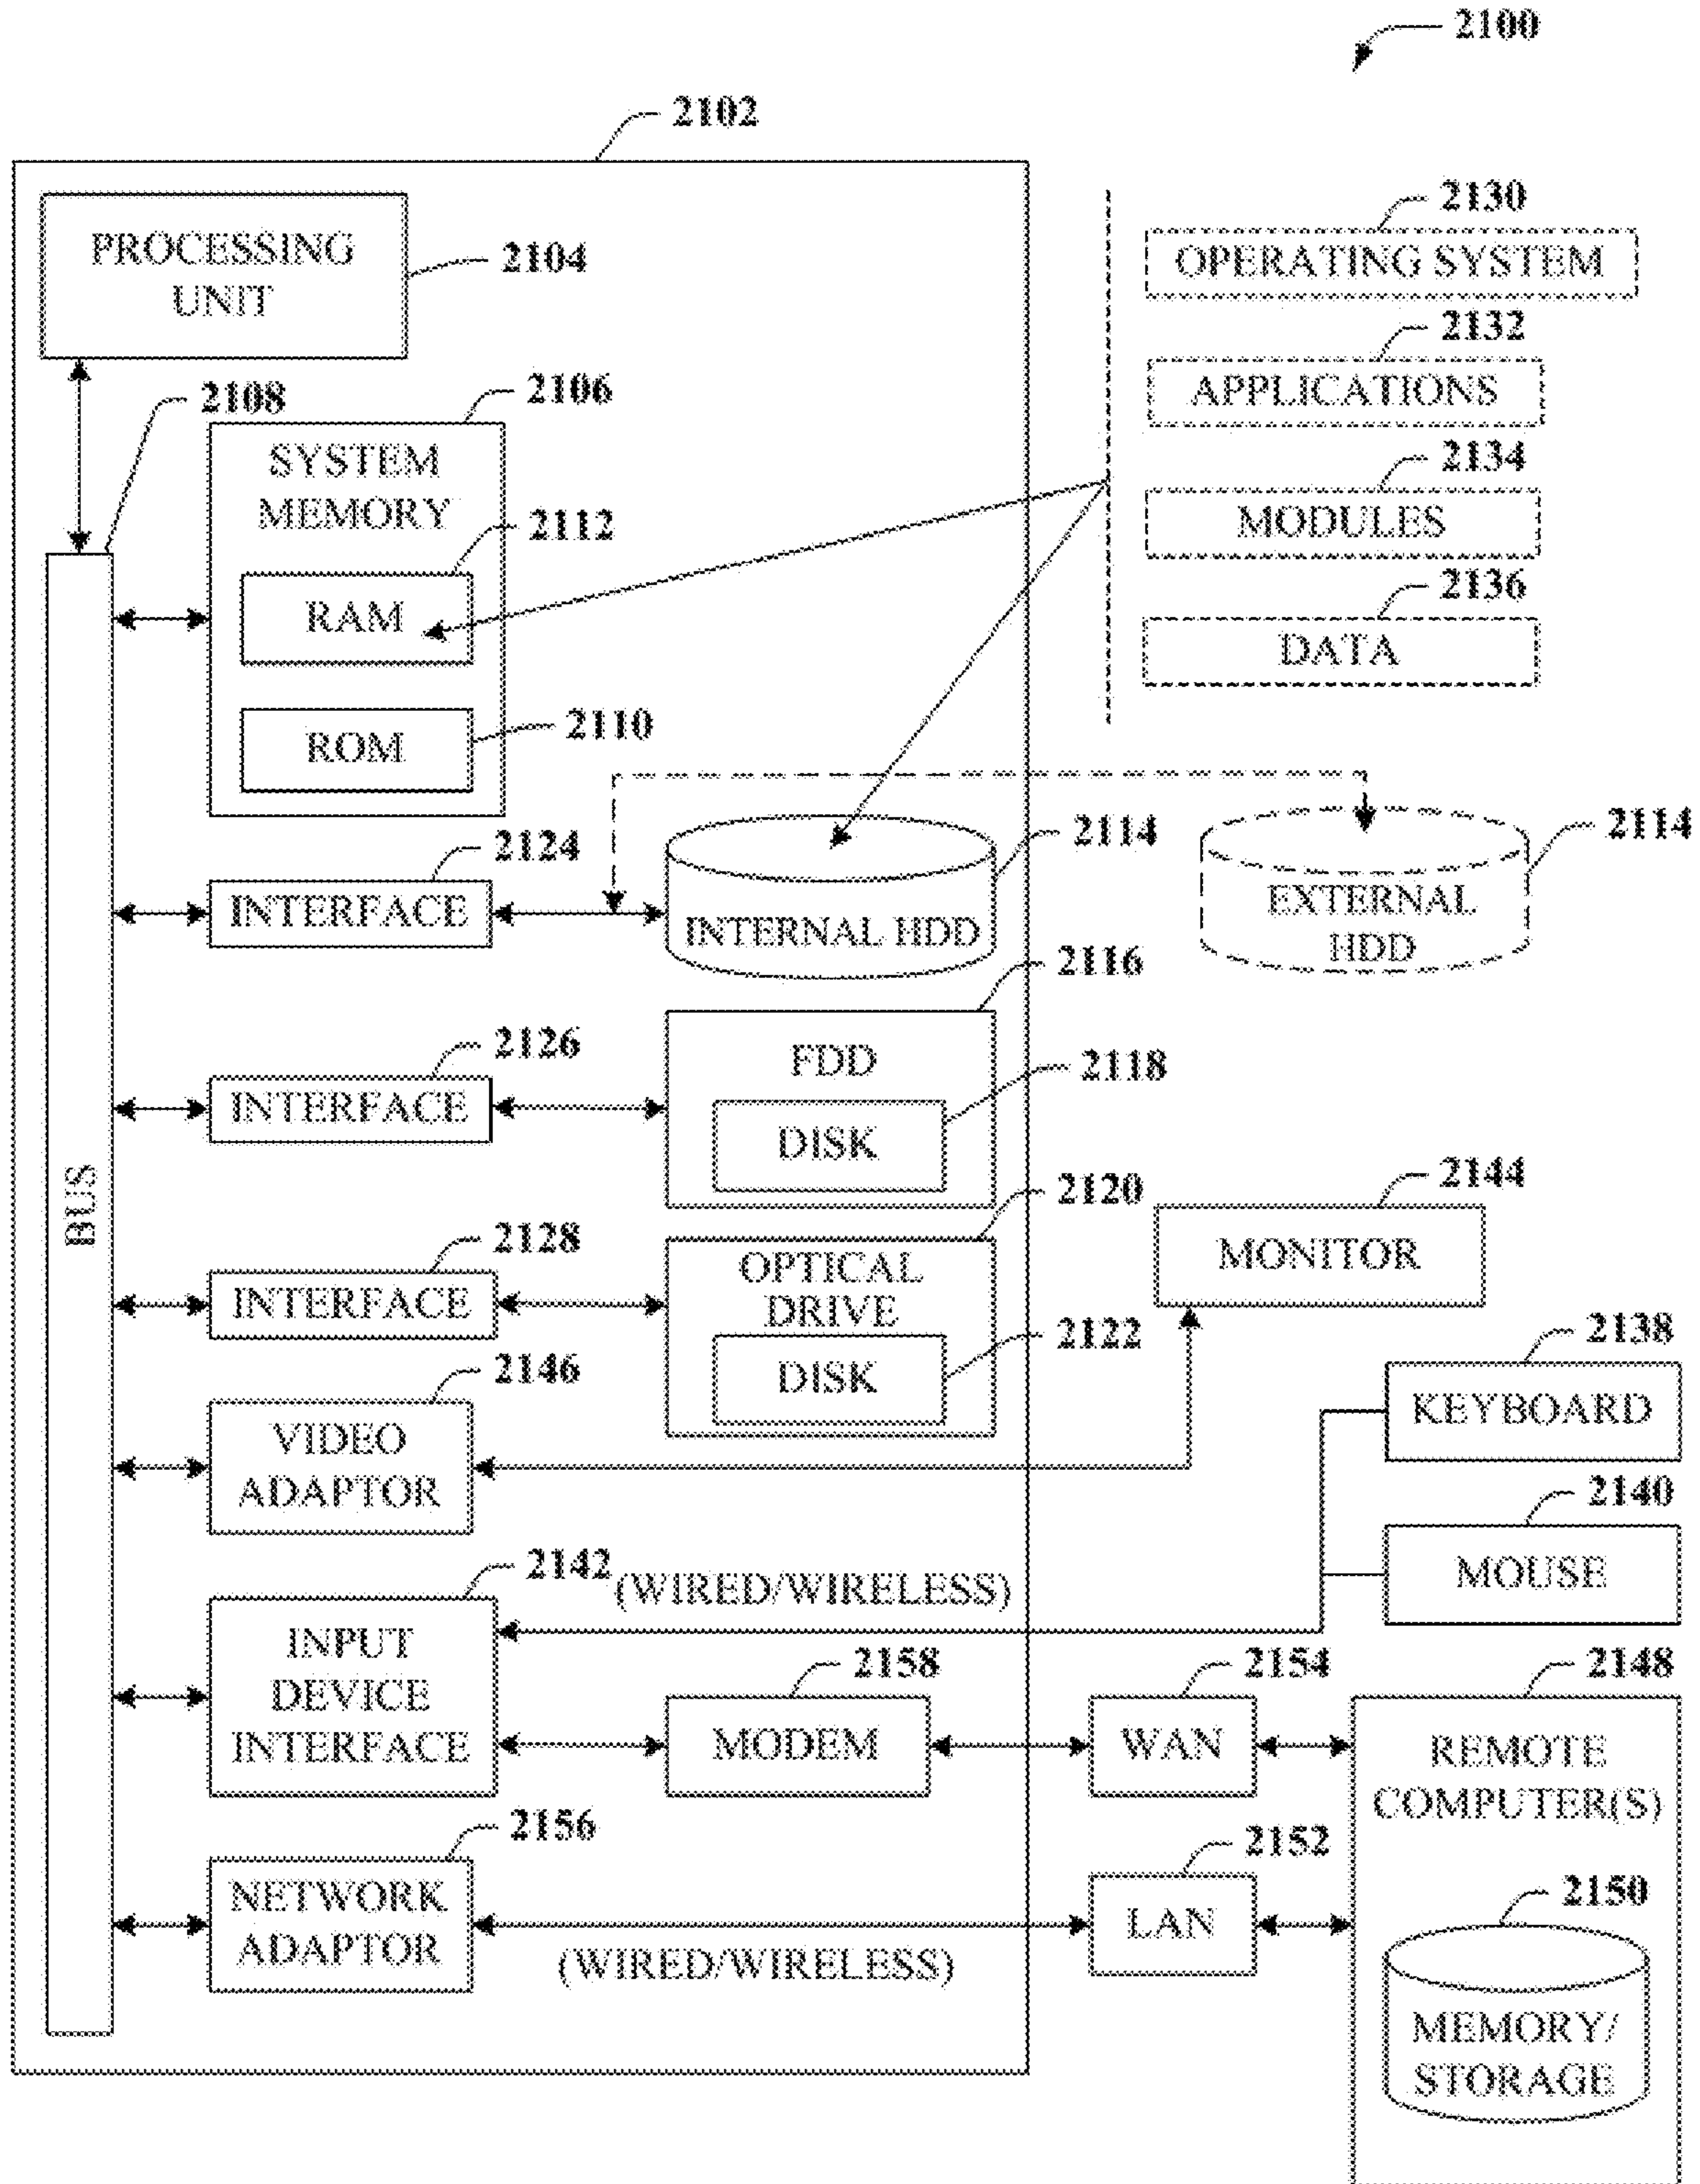 2100
2102
PROCESSING
UNIT
2104
2130
OPERATING SYSTEM
2132
APPLICATIONS
2134
MODULES
2136
DATA
2108
2106
SYSTEM
MEMORY
2112
RAM
2110
ROM
2124
INTERFACE
2114
INTERNAL HDD
2114
EXTERNAL
HDD
2126
INTERFACE
2116
FDD
2118
DISK
BUS
2128
INTERFACE
2120
OPTICAL
DRIVE
2122
DISK
2144
MONITOR
2146
VIDEO
ADAPTOR
2138
KEYBOARD
2140
MOUSE
2142
(WIRED/WIRELESS)
INPUT
DEVICE
INTERFACE
2158
MODEM
2154
WAN
2148
REMOTE
COMPUTER(S)
2156
NETWORK
ADAPTOR
(WIRED/WIRELESS)
2152
LAN
2150
MEMORY/
STORAGE